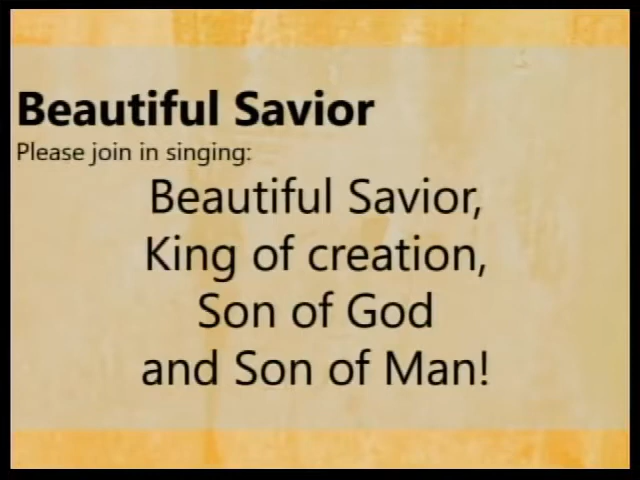 Beautiful Savior
Please join in singing:
Beautiful Savior,
King of creation,
Son of God
and Son of Man!